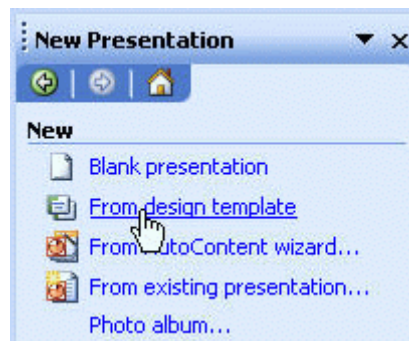 New Presentation
New
Blank presentation
From design template
From AutoContent wizard...
From existing presentation...
Photo album...